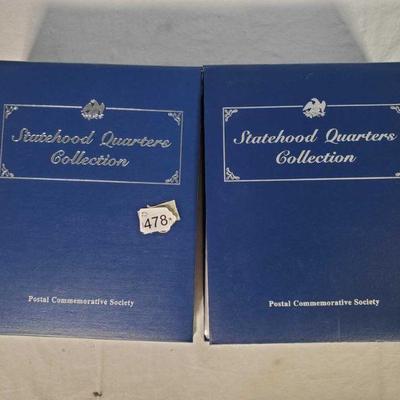 Statehood Quarters
Collection
478
Postal Commemorative Society
Statehood Quarters
Collection
Postal Commemorative Society